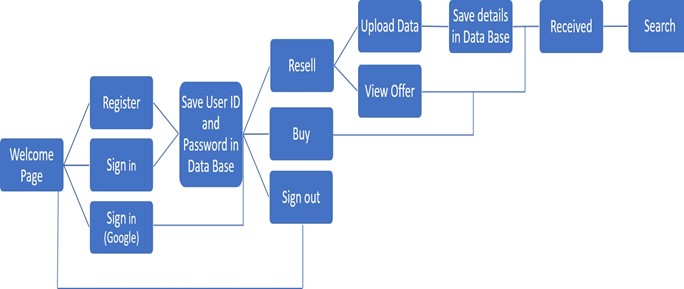 Welcome
Page
Register
Sign in
Sign in
(Google)
Save User ID
and
Password in
Data Base
Resell
Buy
Sign out
Upload Data
View Offer
Save details
in Data Base
Received
Search